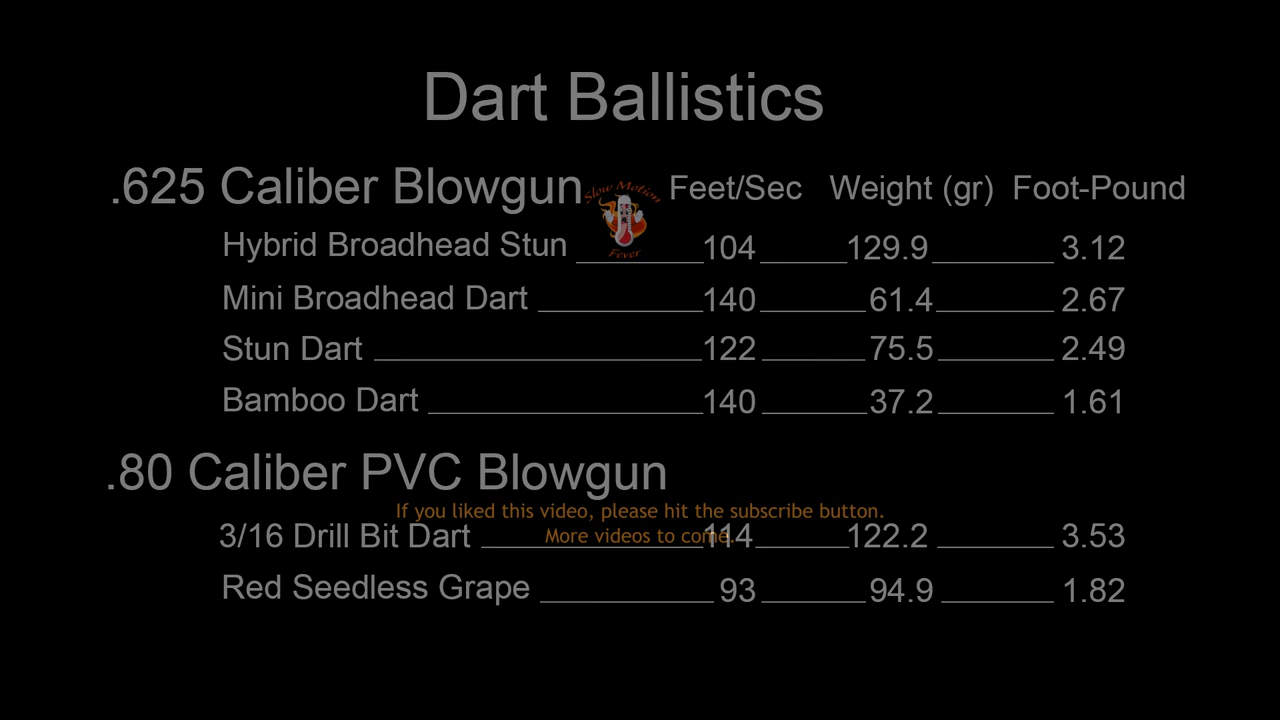 Dart Ballistics
.625 Caliber Blowgun Feet/Sec Weight (gr) Foot-Pound
Slow Motion
Fever
Hybrid Broadhead Stun 104 129.9 3.12
Mini Broadhead Dart 140 61.4 2.67
Stun Dart 122 75.5 2.49
Bamboo Dart 140 37.2 1.61
.80 Caliber PVC Blowgun
If you liked this video, please hit the subscribe button.
More videos to come.
3/16 Drill Bit Dart 114 122.2 3.53
Red Seedless Grape 93 94.9 1.82